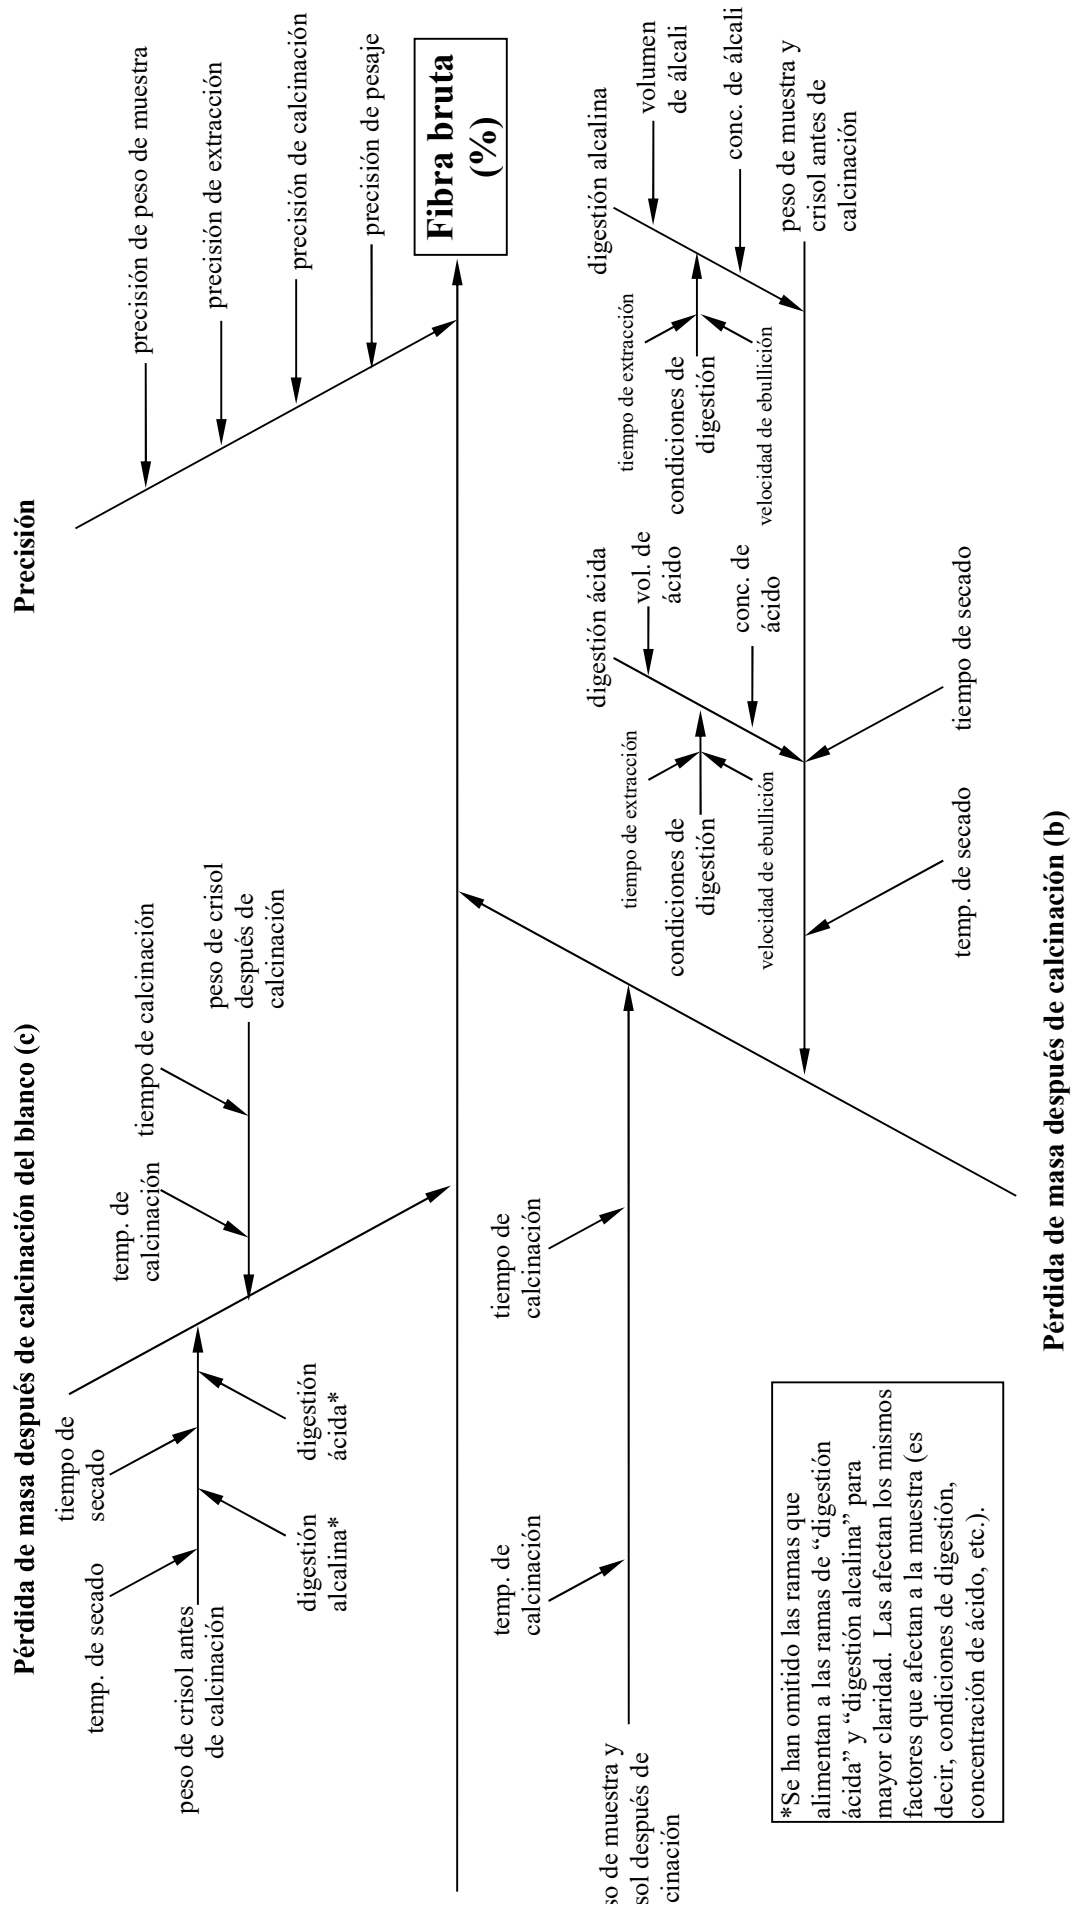 Pérdida de masa después de calcinación del blanco (c)
Precisión
temp. de secado
tiempo de
secado
peso de crisol antes
de calcinación
digestión
alcalina*
digestión
ácida*
temp. de
calcinación
tiempo de calcinación
peso de crisol
después de
calcinación
precisión de peso de muestra
precisión de extracción
precisión de calcinación
precisión de pesaje
Fibra bruta
(%)
temp. de
calcinación
tiempo de
calcinación
digestión ácida
vol. de
ácido
conc. de
ácido
tiempo de extracción
condiciones de
digestión
velocidad de ebullición
digestión alcalina
volumen
de álcali
conc. de álcali
tiempo de extracción
condiciones de
digestión
velocidad de ebullición
peso de muestra y
crisol antes de
calcinación
temp. de secado
tiempo de secado
de muestra y
después de
*Se han omitido las ramas que
alimentan a las ramas de “digestión
ácida” y “digestión alcalina” para
mayor claridad. Las afectan los mismos
factores que afectan a la muestra (es
decir, condiciones de digestión,
concentración de ácido, etc.).
Pérdida de masa después de calcinación (b)